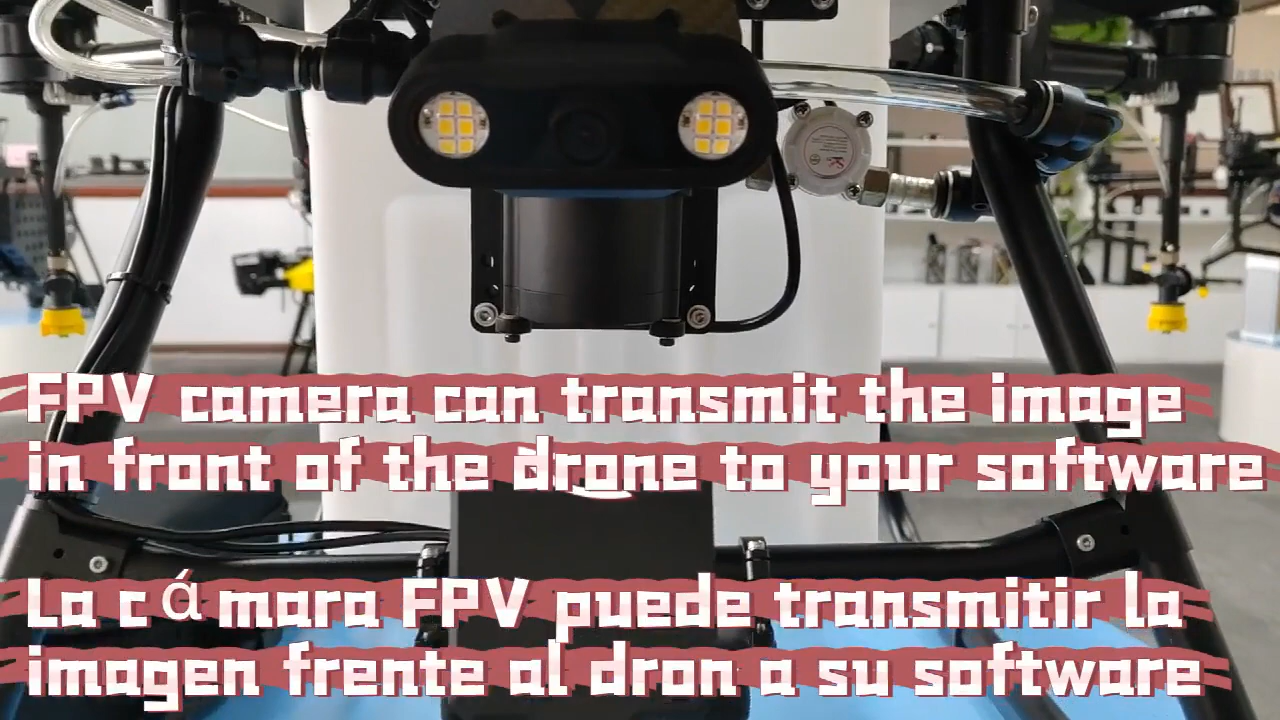 FPV camera can transmit the image
in front of the drone to your software
La cámara FPV puede transmitir la
imagen frente al dron a su software